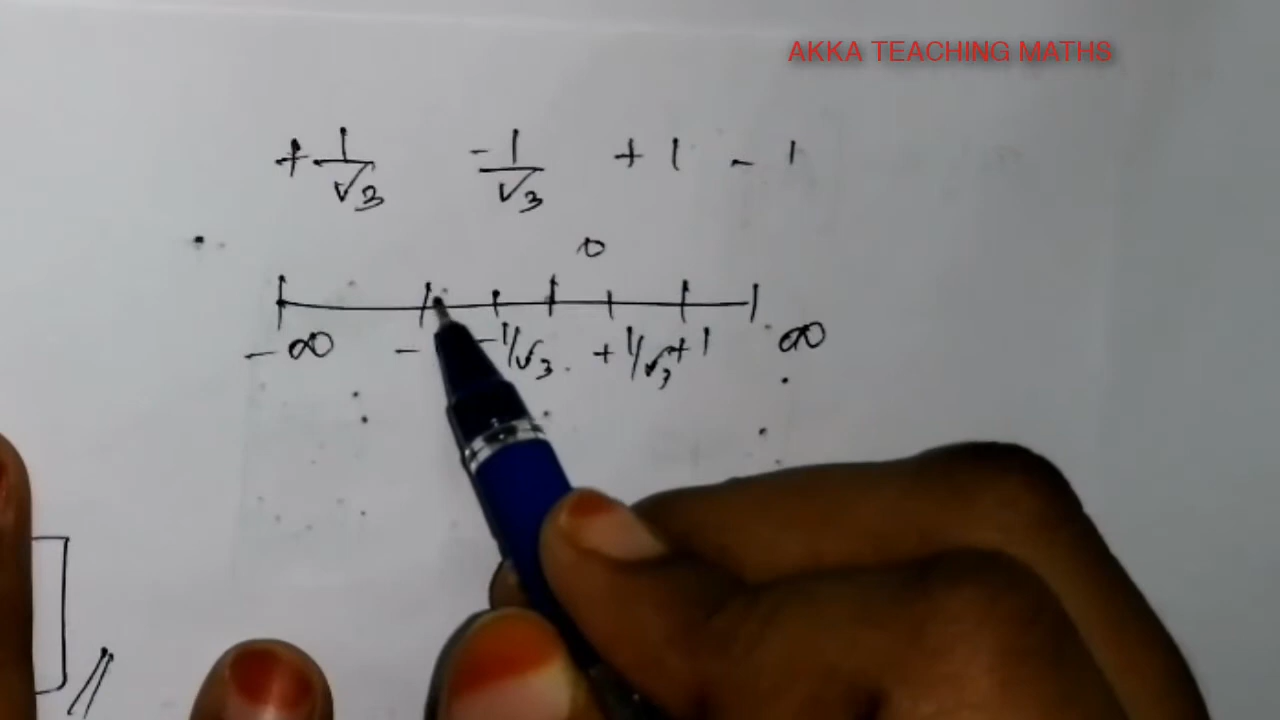 AKKA TEACHING MATHS
+1/√3 -1/√3 +1 -1
0
-∞ - -1/√3 +1/√3 +1 ∞